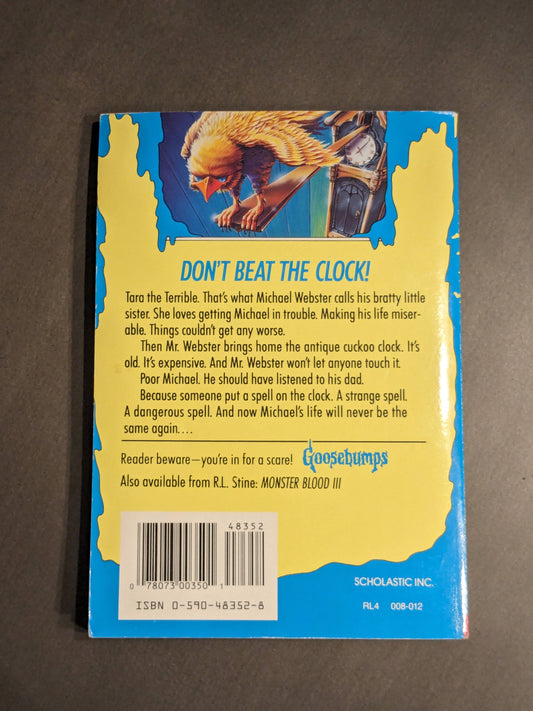 DON'T BEAT THE CLOCK!
Tara the Terrible. That's what Michael Webster calls his bratty little
sister. She loves getting Michael in trouble. Making his life miser-
able. Things couldn't get any worse.
Then Mr. Webster brings home the antique cuckoo clock. It's
old. It's expensive. And Mr. Webster won't let anyone touch it.
Poor Michael. He should have listened to his dad.
Because someone put a spell on the clock. A strange spell.
A dangerous spell. And now Michael's life will never be the
same again. . . .
Reader beware—you're in for a scare! Goosebumps
Also available from R.L. Stine: MONSTER BLOOD III
48352
0 78073 00350 1
ISBN 0-590-48352-8
SCHOLASTIC INC.
RL4 008-012